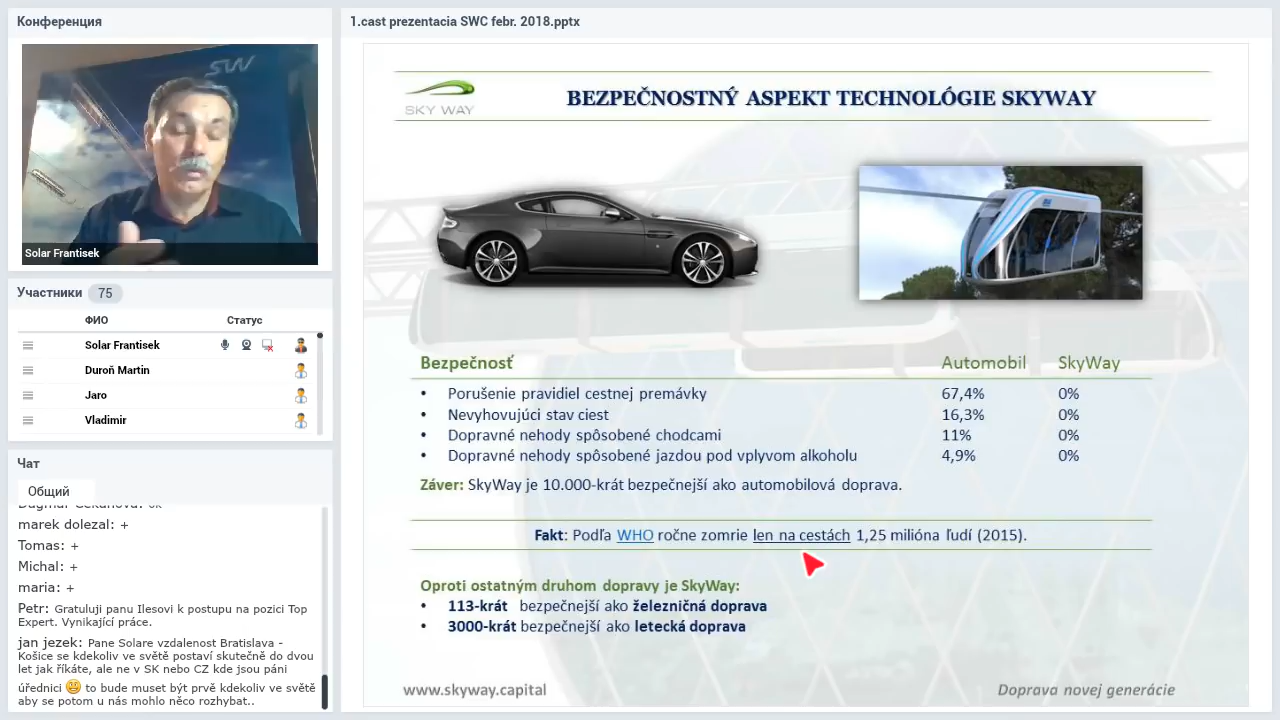 Конференция
SW
Solar Frantisek
Участники 75
ФИО Статус
Solar Frantisek
Duroň Martin
Jaro
Vladimir
Чат
Общий
Dagmar Cekanova: ok
marek dolezal: +
Tomas: +
Michal: +
maria: +
Petr: Gratuluji panu Ilesovi k postupu na pozici Top
Expert. Vynikající práce.
jan jezek: Pane Solare vzdalenost Bratislava -
Košice se kdekoliv ve světě postaví skutečně do dvou
let jak říkáte, ale ne v SK nebo CZ kde jsou páni
úředníci to bude muset být prvě kdekoliv ve světě
aby se potom u nás mohlo něco rozhybat..
1.cast prezentacia SWC febr. 2018.pptx
SKY WAY
BEZPEČNOSTNÝ ASPEKT TECHNOLÓGIE SKYWAY
Bezpečnosť Automobil SkyWay
• Porušenie pravidiel cestnej premávky 67,4% 0%
• Nevyhovujúci stav ciest 16,3% 0%
• Dopravné nehody spôsobené chodcami 11% 0%
• Dopravné nehody spôsobené jazdou pod vplyvom alkoholu 4,9% 0%
Záver: SkyWay je 10.000-krát bezpečnejší ako automobilová doprava.
Fakt: Podľa WHO ročne zomrie len na cestách 1,25 milióna ľudí (2015).
Oproti ostatným druhom dopravy je SkyWay:
• 113-krát bezpečnejší ako železničná doprava
• 3000-krát bezpečnejší ako letecká doprava
www.skyway.capital
Doprava novej generácie